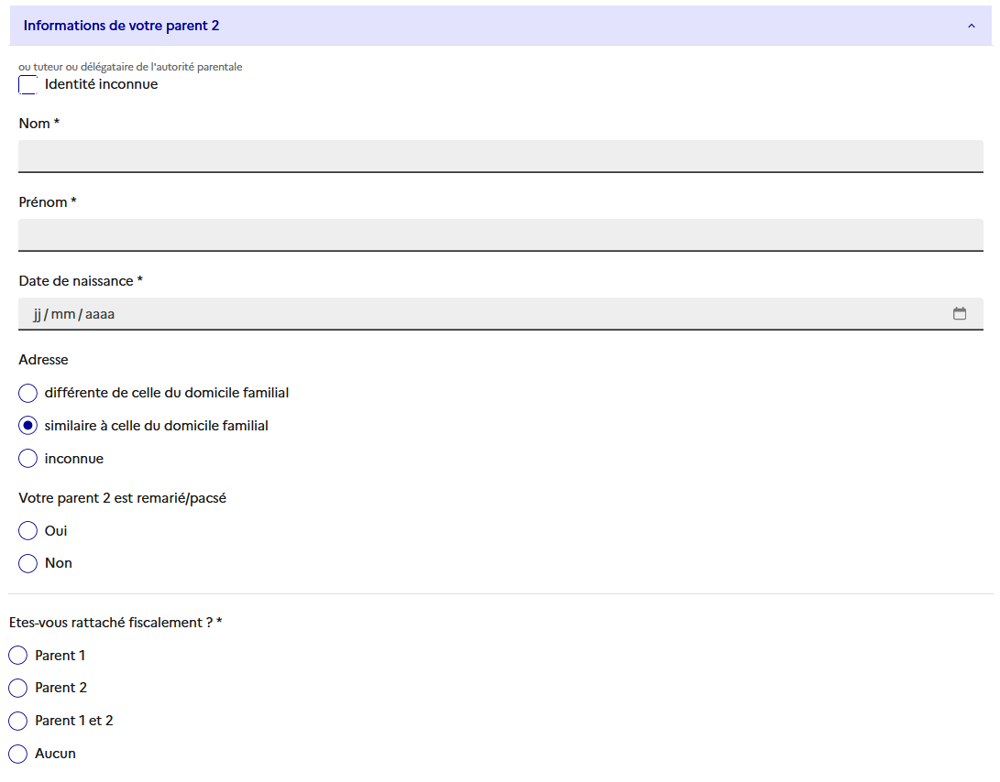 Informations de votre parent 2
ou tuteur ou délégataire de l'autorité parentale
Identité inconnue
Nom *
Prénom *
Date de naissance *
jj / mm / aaaa
Adresse
différente de celle du domicile familial
similaire à celle du domicile familial
inconnue
Votre parent 2 est remarié/pacsé
Oui
Non
Etes-vous rattaché fiscalement ? *
Parent 1
Parent 2
Parent 1 et 2
Aucun